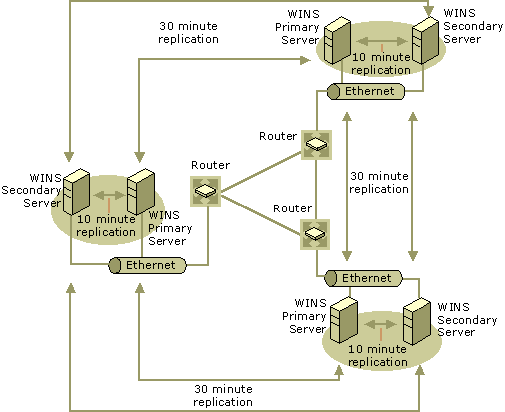 30 minute
replication
WINS
Primary
Server
WINS
Secondary
Server
10 minute
replication
Ethernet
Router
Router
Router
30 minute
replication
WINS
Secondary
Server
10 minute
replication
WINS
Primary
Server
Ethernet
Ethernet
WINS
Primary
Server
WINS
Secondary
Server
10 minute
replication
30 minute
replication